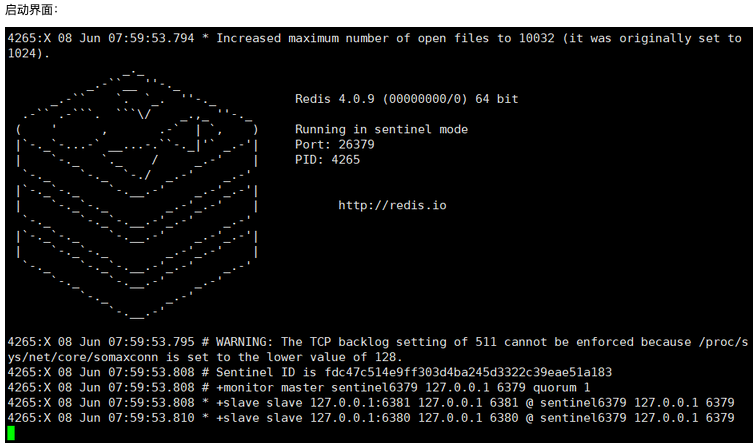 启动界面：
4265:X 08 Jun 07:59:53.794 * Increased maximum number of open files to 10032 (it was originally set to
1024).
Redis 4.0.9 (00000000/0) 64 bit
Running in sentinel mode
Port: 26379
PID: 4265
http://redis.io
4265:X 08 Jun 07:59:53.795 # WARNING: The TCP backlog setting of 511 cannot be enforced because /proc/s
ys/net/core/somaxconn is set to the lower value of 128.
4265:X 08 Jun 07:59:53.808 # Sentinel ID is fdc47c514e9ff303d4ba245d3322c39eae51a183
4265:X 08 Jun 07:59:53.808 # +monitor master sentinel6379 127.0.0.1 6379 quorum 1
4265:X 08 Jun 07:59:53.808 * +slave slave 127.0.0.1:6381 127.0.0.1 6381 @ sentinel6379 127.0.0.1 6379
4265:X 08 Jun 07:59:53.810 * +slave slave 127.0.0.1:6380 127.0.0.1 6380 @ sentinel6379 127.0.0.1 6379